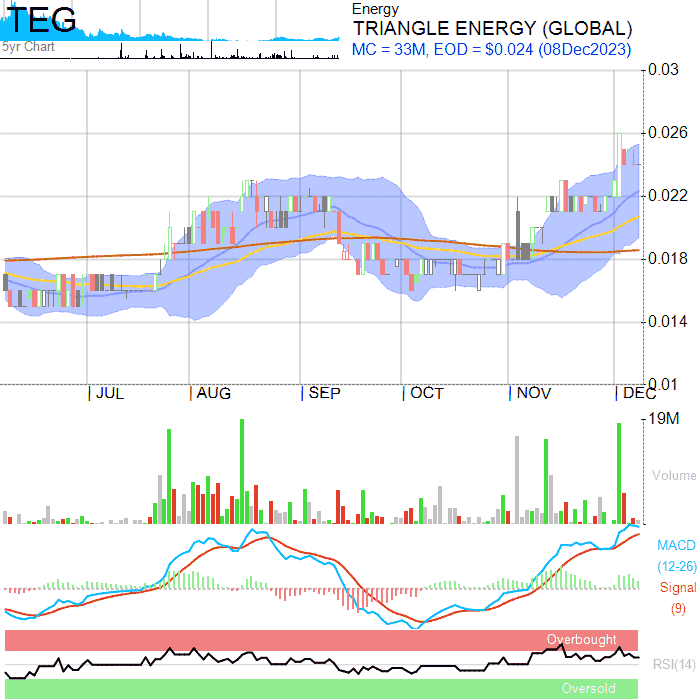 TEG
5yr Chart
Energy
TRIANGLE ENERGY (GLOBAL)
MC = 33M, EOD = $0.024 (08Dec2023)
0.03
0.026
0.022
0.018
0.014
0.01
JUL AUG SEP OCT NOV DEC
19M
Volume
MACD
(12-26)
Signal
(9)
Overbought
RSI(14)
Oversold